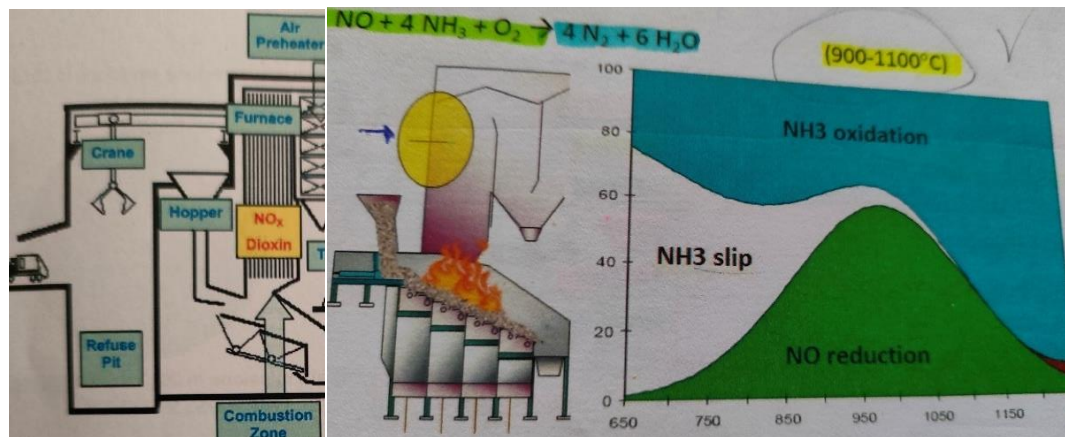 Air
Preheater
Furnace
Crane
Hopper
NOx
Dioxin
Refuse
Pit
Combustion
Zone
NO + 4 NH3 + O2 → 4 N2 + 6 H2O
(900-1100°C)
100
80
60
40
20
0
NH3 oxidation
NH3 slip
NO reduction
650
750
850
950
1050
1150